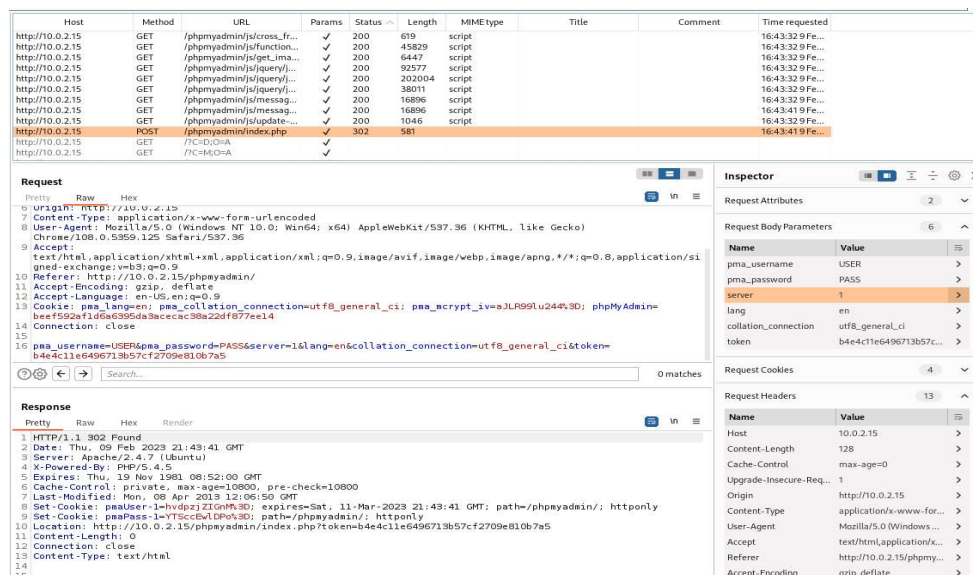 Host Method URL Params Status Length MIME type Title Comment Time requested
http://10.0.2.15 GET /phpmyadmin/js/cross_fr... ✓ 200 619 script 16:43:32 9 Fe...
http://10.0.2.15 GET /phpmyadmin/js/function... ✓ 200 45829 script 16:43:32 9 Fe...
http://10.0.2.15 GET /phpmyadmin/js/get_ima... ✓ 200 6447 script 16:43:32 9 Fe...
http://10.0.2.15 GET /phpmyadmin/js/jquery/j... ✓ 200 92577 script 16:43:32 9 Fe...
http://10.0.2.15 GET /phpmyadmin/js/jquery/j... ✓ 200 202004 script 16:43:32 9 Fe...
http://10.0.2.15 GET /phpmyadmin/js/jquery/j... ✓ 200 38011 script 16:43:32 9 Fe...
http://10.0.2.15 GET /phpmyadmin/js/messag... ✓ 200 16896 script 16:43:32 9 Fe...
http://10.0.2.15 GET /phpmyadmin/js/messag... ✓ 200 16896 script 16:43:41 9 Fe...
http://10.0.2.15 GET /phpmyadmin/js/update-... ✓ 200 1046 script 16:43:32 9 Fe...
http://10.0.2.15 POST /phpmyadmin/index.php ✓ 302 581 16:43:41 9 Fe...
http://10.0.2.15 GET /?C=D;O=A ✓
http://10.0.2.15 GET /?C=M;O=A ✓
Request
Pretty Raw Hex \n
6 Origin: http://10.0.2.15
7 Content-Type: application/x-www-form-urlencoded
8 User-Agent: Mozilla/5.0 (Windows NT 10.0; Win64; x64) AppleWebKit/537.36 (KHTML, like Gecko)
Chrome/108.0.5359.125 Safari/537.36
9 Accept:
text/html,application/xhtml+xml,application/xml;q=0.9,image/avif,image/webp,image/apng,*/*;q=0.8,application/si
gned-exchange;v=b3;q=0.9
10 Referer: http://10.0.2.15/phpmyadmin/
11 Accept-Encoding: gzip, deflate
12 Accept-Language: en-US,en;q=0.9
13 Cookie: pma_lang=en; pma_collation_connection=utf8_general_ci; pma_mcrypt_iv=aJLR99lu244%3D; phpMyAdmin=
beef592af1d6a6395da3acecac38a22df877ee14
14 Connection: close
15
16 pma_username=USER&pma_password=PASS&server=1&lang=en&collation_connection=utf8_general_ci&token=
b4e4c11e6496713b57cf2709e810b7a5
Search... 0 matches
Response
Pretty Raw Hex Render \n
1 HTTP/1.1 302 Found
2 Date: Thu, 09 Feb 2023 21:43:41 GMT
3 Server: Apache/2.4.7 (Ubuntu)
4 X-Powered-By: PHP/5.4.5
5 Expires: Thu, 19 Nov 1981 08:52:00 GMT
6 Cache-Control: private, max-age=10800, pre-check=10800
7 Last-Modified: Mon, 08 Apr 2013 12:06:50 GMT
8 Set-Cookie: pmaUser-1=hvdpzjZIGnM%3D; expires=Sat, 11-Mar-2023 21:43:41 GMT; path=/phpmyadmin/; httponly
9 Set-Cookie: pmaPass-1=YTSccEwlDPo%3D; path=/phpmyadmin/; httponly
10 Location: http://10.0.2.15/phpmyadmin/index.php?token=b4e4c11e6496713b57cf2709e810b7a5
11 Content-Length: 0
12 Connection: close
13 Content-Type: text/html
14
Inspector
Request Attributes 2
Request Body Parameters 6
Name Value
pma_username USER
pma_password PASS
server 1
lang en
collation_connection utf8_general_ci
token b4e4c11e6496713b57c...
Request Cookies 4
Request Headers 13
Name Value
Host 10.0.2.15
Content-Length 128
Cache-Control max-age=0
Upgrade-Insecure-Req... 1
Origin http://10.0.2.15
Content-Type application/x-www-for...
User-Agent Mozilla/5.0 (Windows ...
Accept text/html,application/x...
Referer http://10.0.2.15/phpmy...
Accept-Encoding gzip, deflate